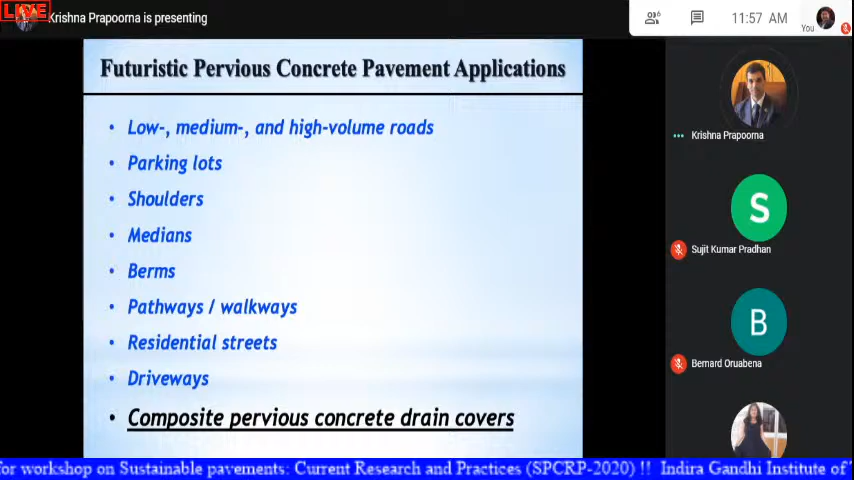 LIVE
Krishna Prapoorna is presenting
6
11:57 AM
You
Futuristic Pervious Concrete Pavement Applications
• Low-, medium-, and high-volume roads
• Parking lots
• Shoulders
• Medians
• Berms
• Pathways / walkways
• Residential streets
• Driveways
• Composite pervious concrete drain covers
Krishna Prapoorna
S
Sujit Kumar Pradhan
B
Bernard Oruabena
for workshop on Sustainable pavements: Current Research and Practices (SPCRP-2020) !! Indira Gandhi Institute of